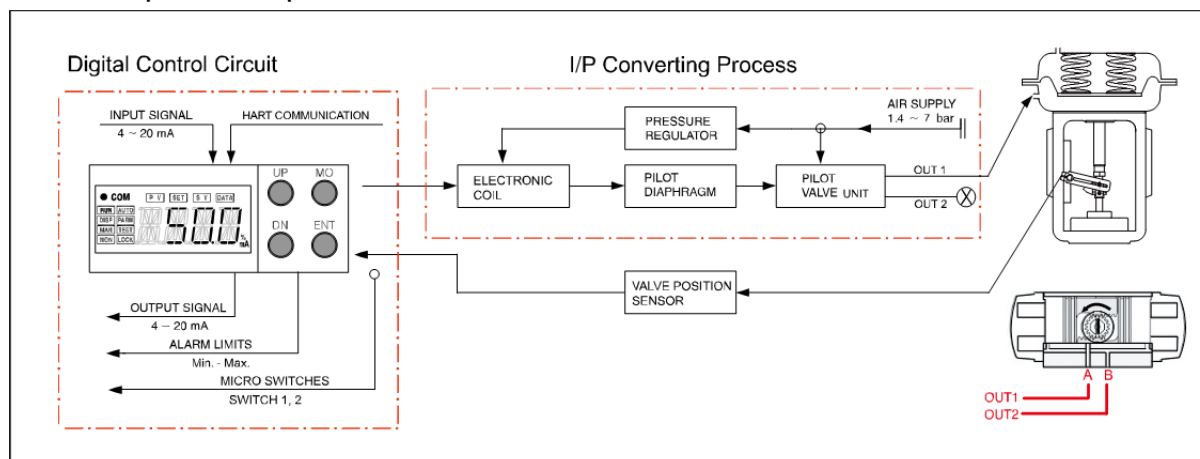 Digital Control Circuit
I/P Converting Process
INPUT SIGNAL
4 ~ 20 mA
HART COMMUNICATION
COM
P V SET S V DATA
PWR AUTO
DISP PARM
MAN TEST
MON LOCK
500
%
mA
UP MO
DN ENT
OUTPUT SIGNAL
4 ~ 20 mA
ALARM LIMITS
Min. - Max.
MICRO SWITCHES
SWITCH 1, 2
PRESSURE
REGULATOR
AIR SUPPLY
1.4 ~ 7 bar
ELECTRONIC
COIL
PILOT
DIAPHRAGM
PILOT
VALVE UNIT
OUT 1
OUT 2
VALVE POSITION
SENSOR
A B
OUT1
OUT2